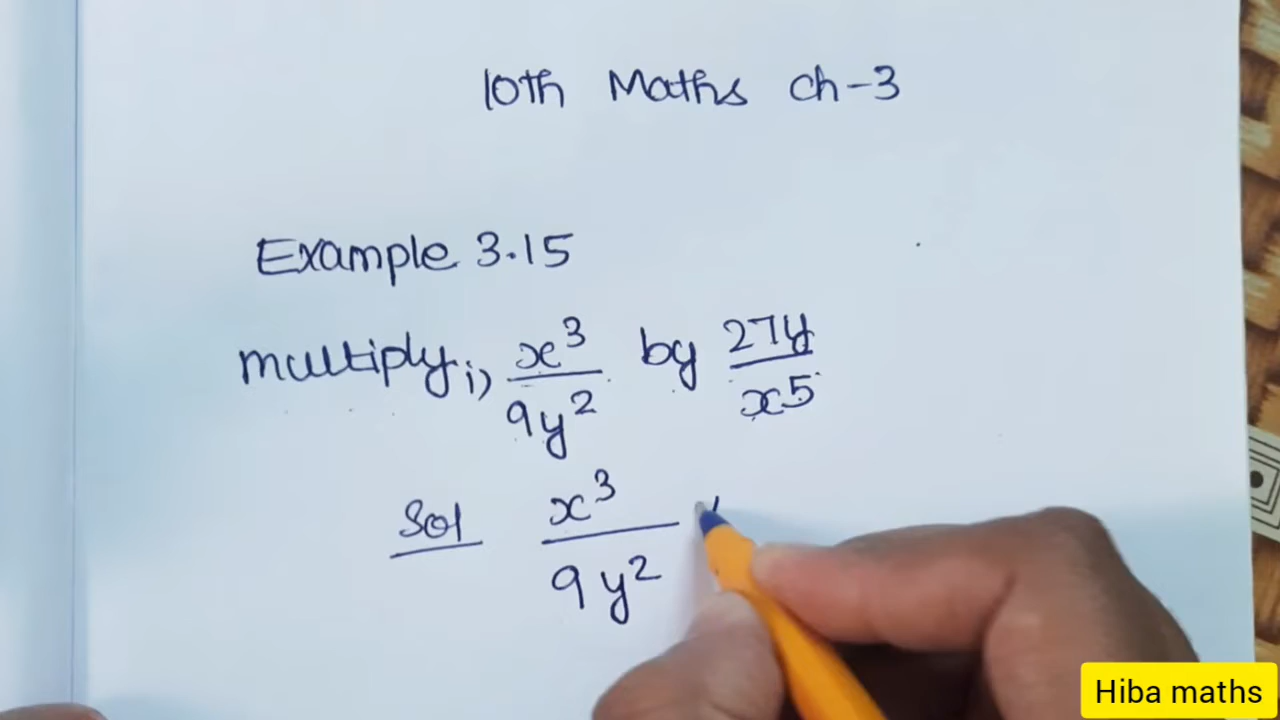 10th Maths ch-3
Example 3.15
multiply, i) x³/9y² by 27y/x5
Sol x³/9y²
Hiba maths